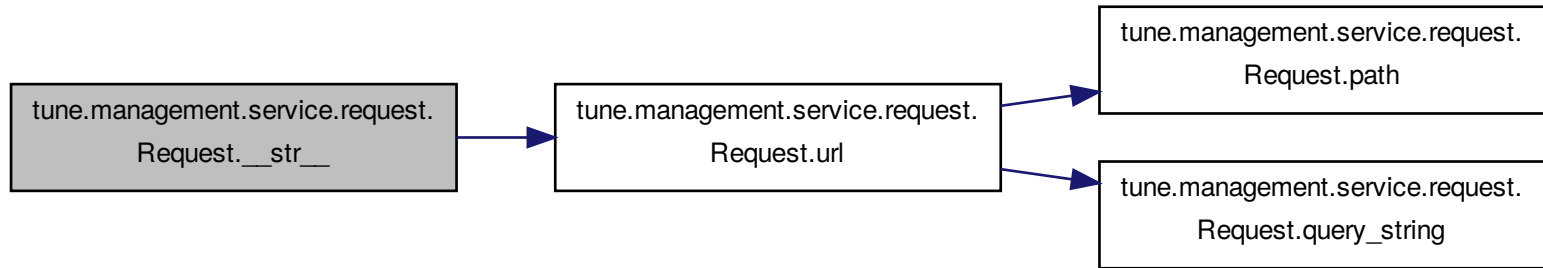 tune.management.service.request.
Request.__str__
tune.management.service.request.
Request.url
tune.management.service.request.
Request.path
tune.management.service.request.
Request.query_string